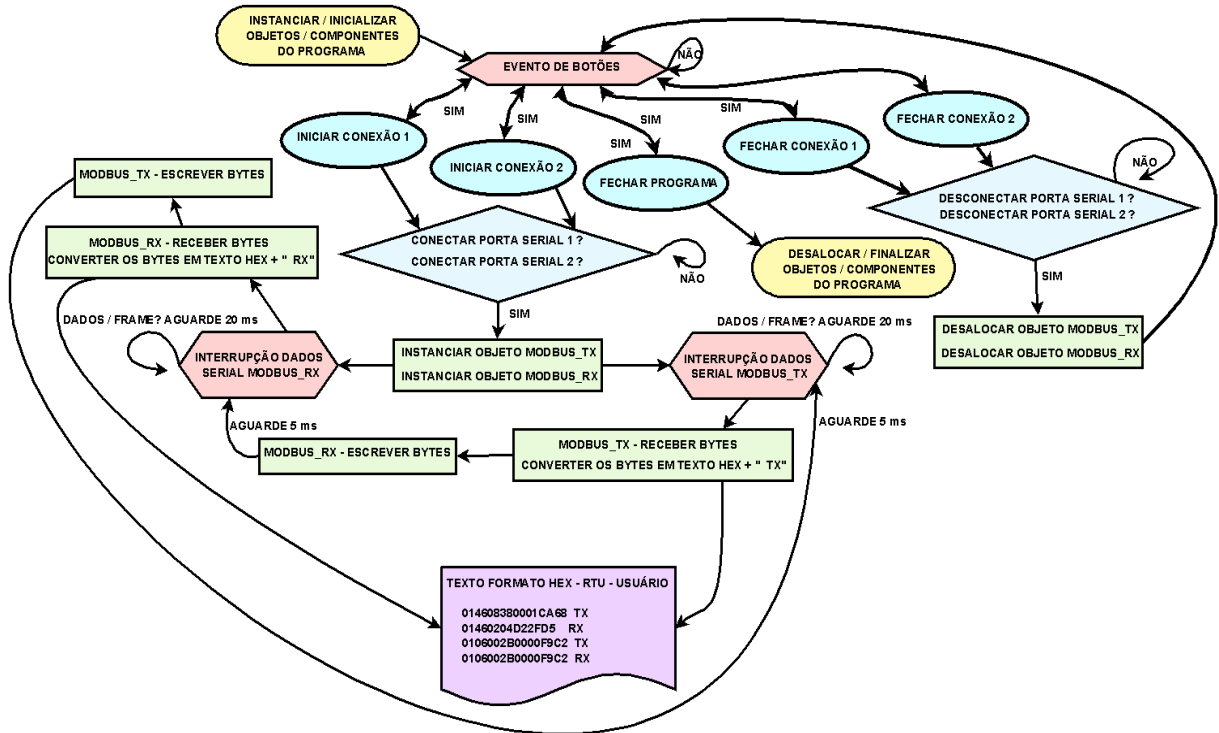 INSTANCIAR / INICIALIZAR
OBJETOS / COMPONENTES
DO PROGRAMA
EVENTO DE BOTÕES
NÃO
SIM
SIM
SIM
SIM
SIM
INICIAR CONEXÃO 1
INICIAR CONEXÃO 2
FECHAR PROGRAMA
FECHAR CONEXÃO 1
FECHAR CONEXÃO 2
NÃO
MODBUS_TX - ESCREVER BYTES
DESCONECTAR PORTA SERIAL 1 ?
DESCONECTAR PORTA SERIAL 2 ?
MODBUS_RX - RECEBER BYTES
CONVERTER OS BYTES EM TEXTO HEX + " RX"
CONECTAR PORTA SERIAL 1 ?
CONECTAR PORTA SERIAL 2 ?
NÃO
DESALOCAR / FINALIZAR
OBJETOS / COMPONENTES
DO PROGRAMA
SIM
SIM
DADOS / FRAME? AGUARDE 20 ms
DADOS / FRAME? AGUARDE 20 ms
DESALOCAR OBJETO MODBUS_TX
DESALOCAR OBJETO MODBUS_RX
INTERRUPÇÃO DADOS
SERIAL MODBUS_RX
INSTANCIAR OBJETO MODBUS_TX
INSTANCIAR OBJETO MODBUS_RX
INTERRUPÇÃO DADOS
SERIAL MODBUS_TX
AGUARDE 5 ms
AGUARDE 5 ms
MODBUS_RX - ESCREVER BYTES
MODBUS_TX - RECEBER BYTES
CONVERTER OS BYTES EM TEXTO HEX + " TX"
TEXTO FORMATO HEX - RTU - USUÁRIO
014608380001CA68 TX
01460204D22FD5 RX
0106002B0000F9C2 TX
0106002B0000F9C2 RX